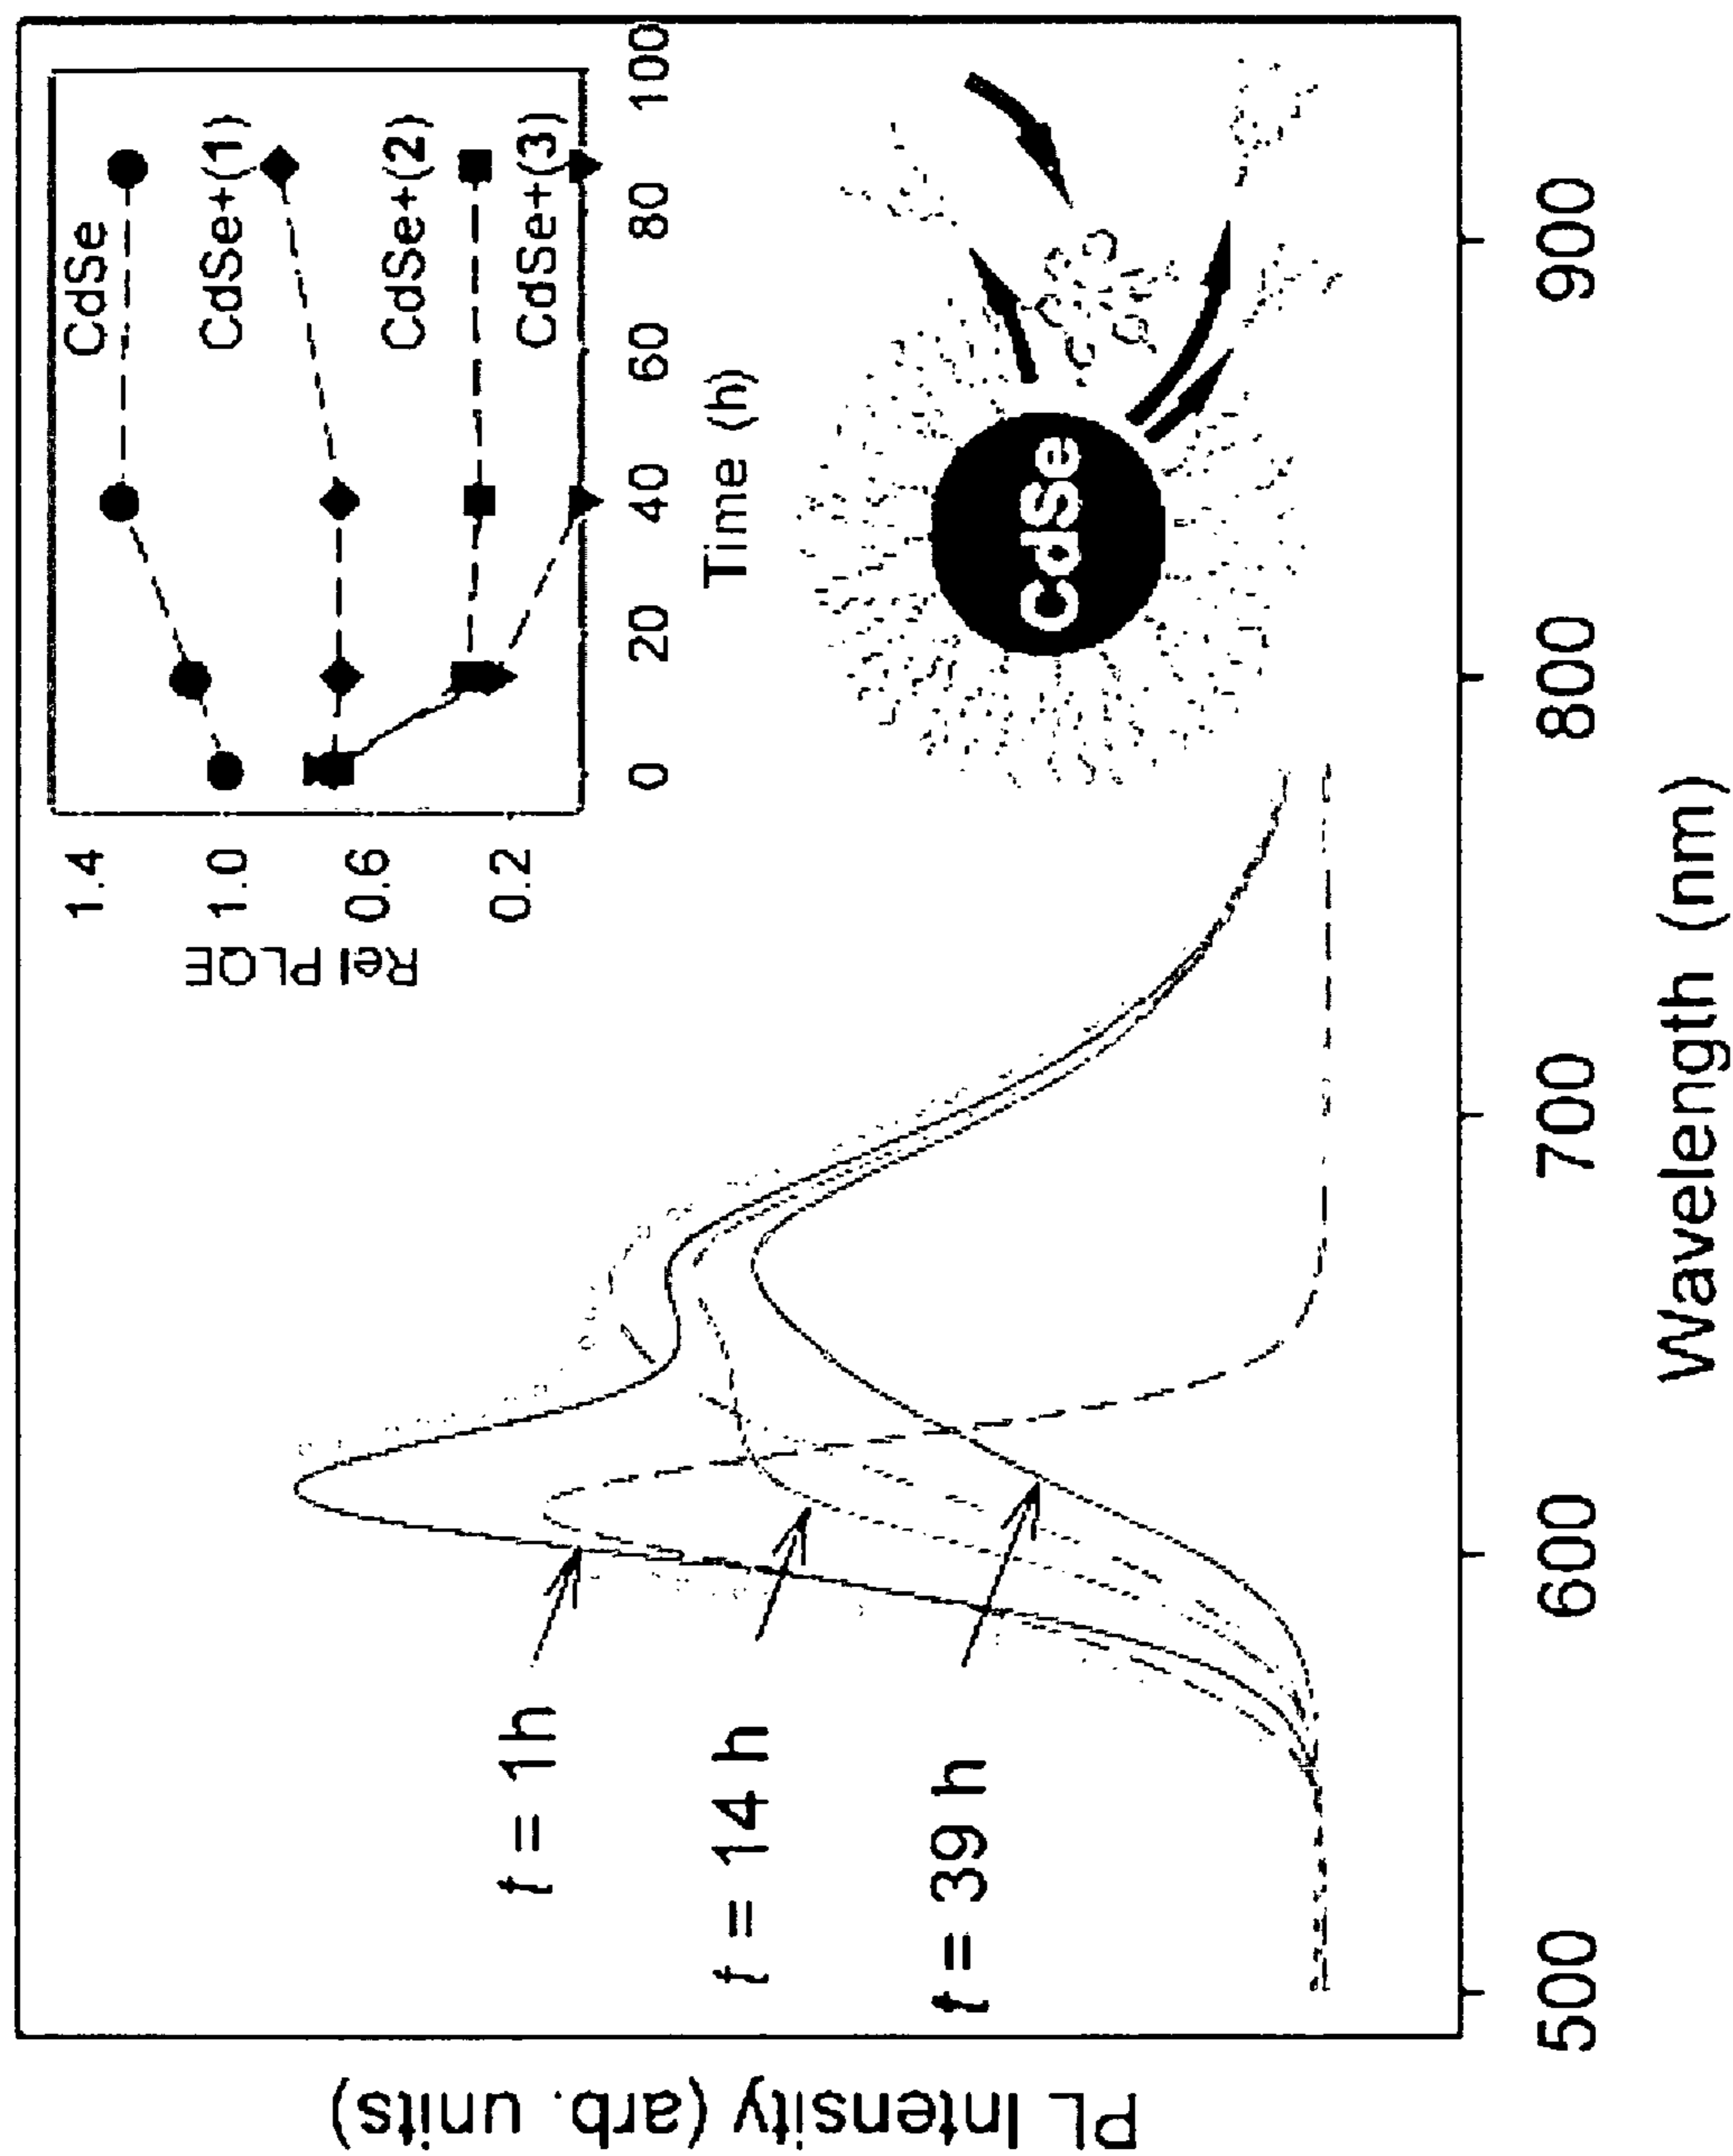 PL Intensity (arb. units)
t = 1h
t = 14 h
t = 39 h
Rel PLQE
1.4
1.0
0.6
0.2
CdSe
CdSe+(1)
CdSe+(2)
CdSe+(3)
0 20 40 60 80 100
Time (h)
CdSe
500 600 700 800 900
Wavelength (nm)